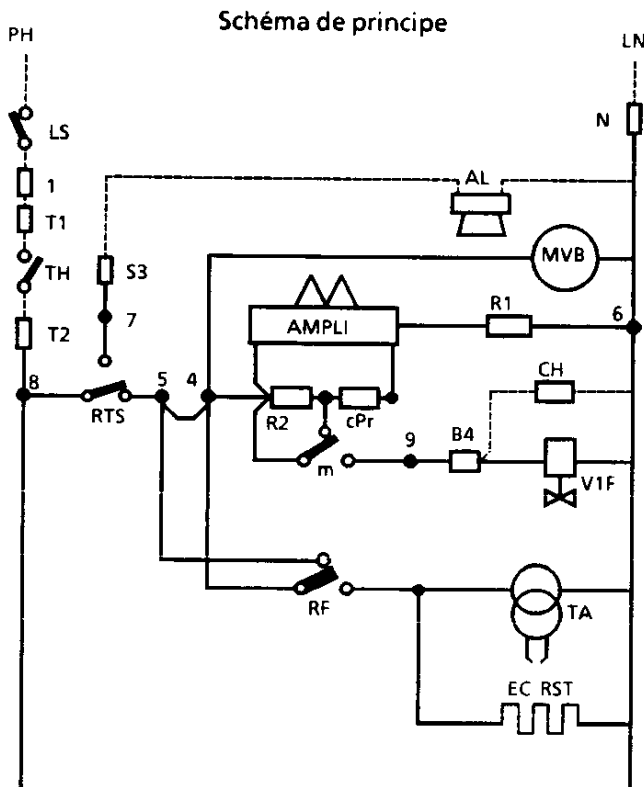 Schéma de principe
PH
LN
LS
N
1
AL
T1
TH
S3
MVB
7
R1
6
T2
AMPLI
8
5
4
CH
RTS
R2
cPr
9
B4
m
V1F
RF
TA
EC RST